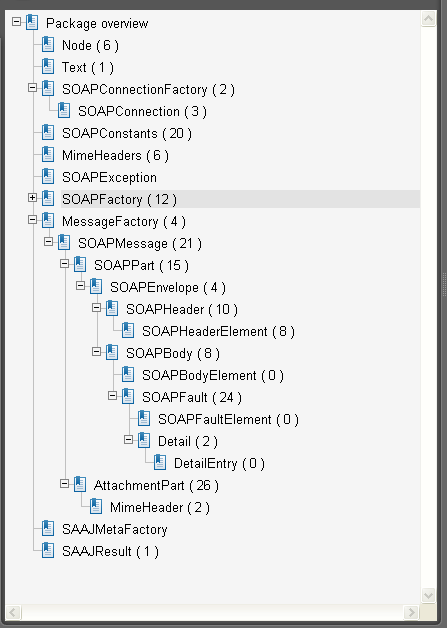 Package overview
Node ( 6 )
Text ( 1 )
SOAPConnectionFactory ( 2 )
SOAPConnection ( 3 )
SOAPConstants ( 20 )
MimeHeaders ( 6 )
SOAPException
SOAPFactory ( 12 )
MessageFactory ( 4 )
SOAPMessage ( 21 )
SOAPPart ( 15 )
SOAPEnvelope ( 4 )
SOAPHeader ( 10 )
SOAPHeaderElement ( 8 )
SOAPBody ( 8 )
SOAPBodyElement ( 0 )
SOAPFault ( 24 )
SOAPFaultElement ( 0 )
Detail ( 2 )
DetailEntry ( 0 )
AttachmentPart ( 26 )
MimeHeader ( 2 )
SAAJMetaFactory
SAAJResult ( 1 )